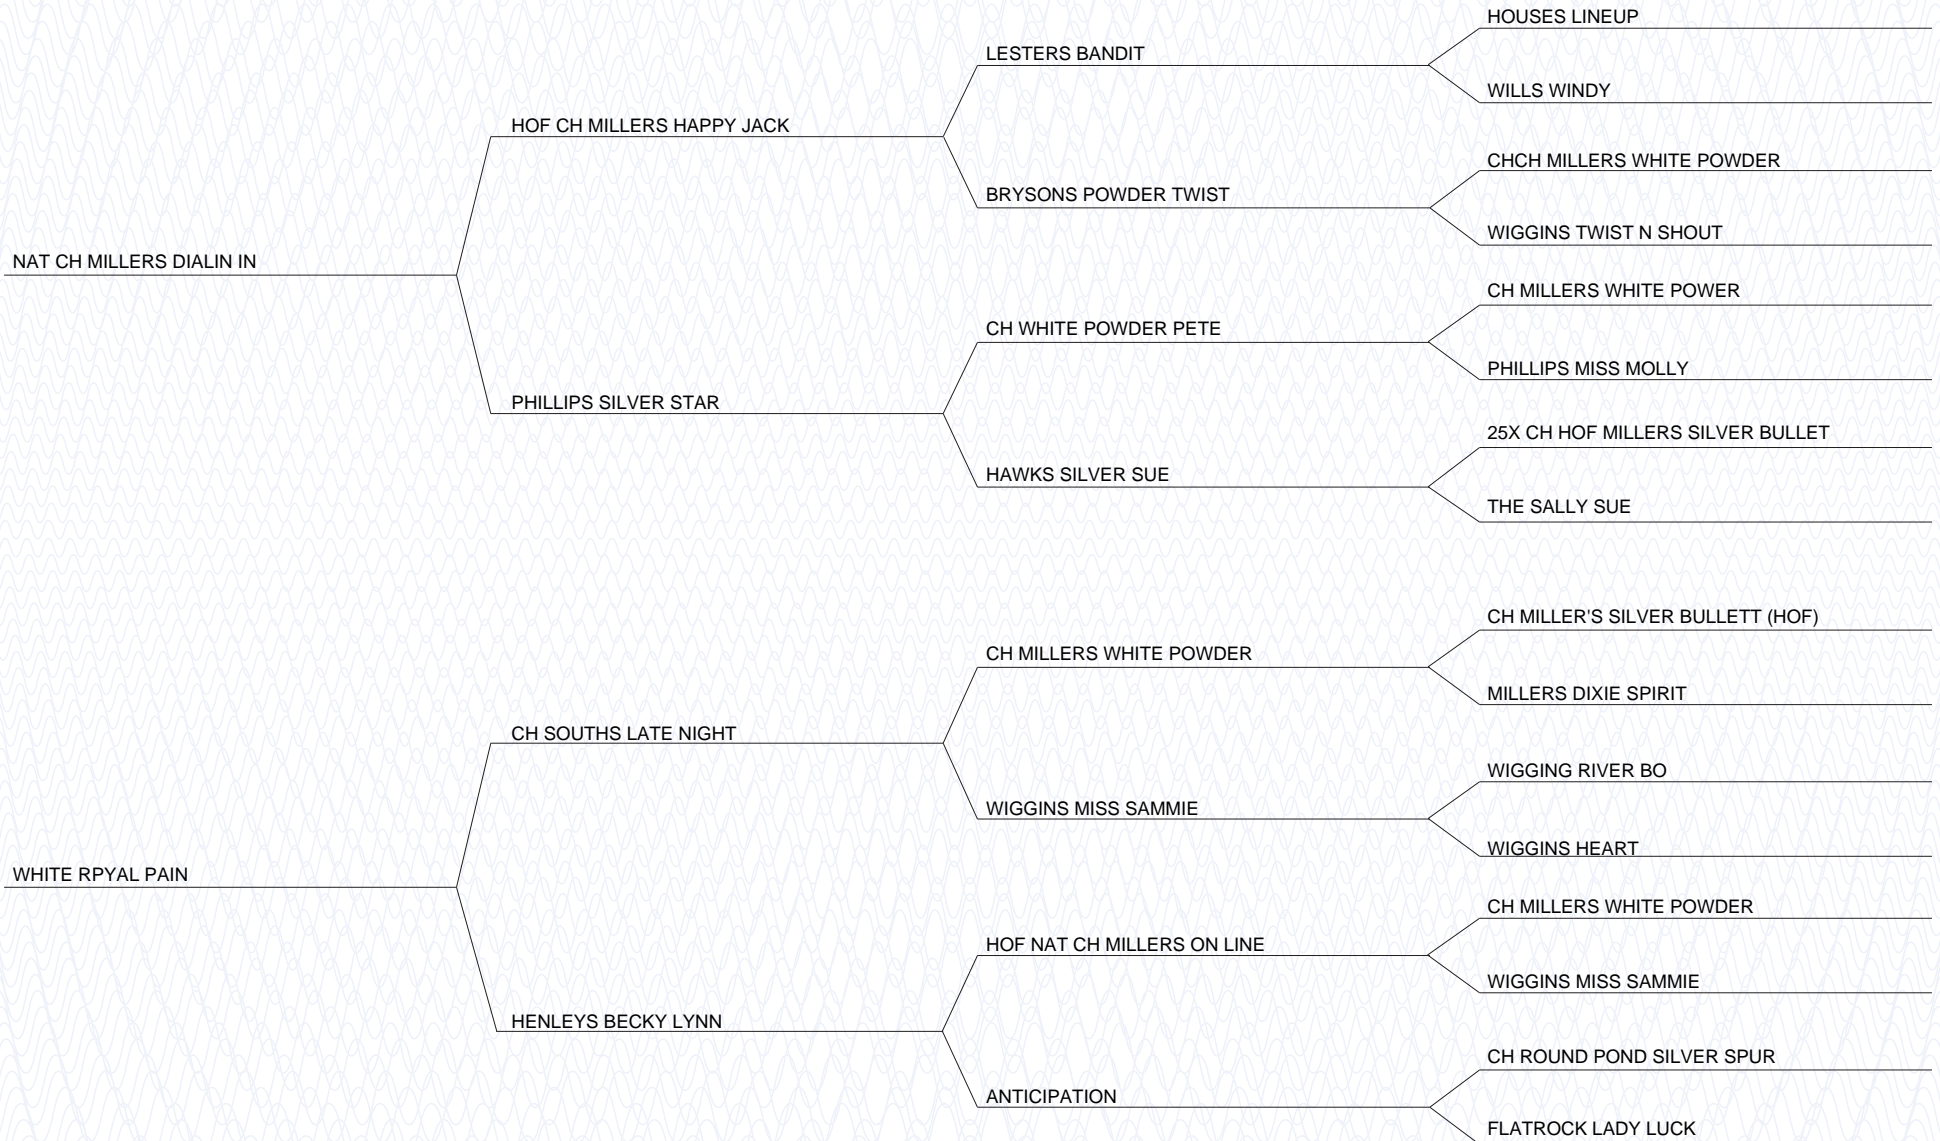 HOUSES LINEUP
LESTERS BANDIT
WILLS WINDY
HOF CH MILLERS HAPPY JACK
CHCH MILLERS WHITE POWDER
BRYSONS POWDER TWIST
WIGGINS TWIST N SHOUT
NAT CH MILLERS DIALIN IN
CH MILLERS WHITE POWER
CH WHITE POWDER PETE
PHILLIPS MISS MOLLY
PHILLIPS SILVER STAR
25X CH HOF MILLERS SILVER BULLET
HAWKS SILVER SUE
THE SALLY SUE
CH MILLER'S SILVER BULLETT (HOF)
CH MILLERS WHITE POWDER
MILLERS DIXIE SPIRIT
CH SOUTHS LATE NIGHT
WIGGING RIVER BO
WIGGINS MISS SAMMIE
WIGGINS HEART
WHITE RPYAL PAIN
CH MILLERS WHITE POWDER
HOF NAT CH MILLERS ON LINE
WIGGINS MISS SAMMIE
HENLEYS BECKY LYNN
CH ROUND POND SILVER SPUR
ANTICIPATION
FLATROCK LADY LUCK